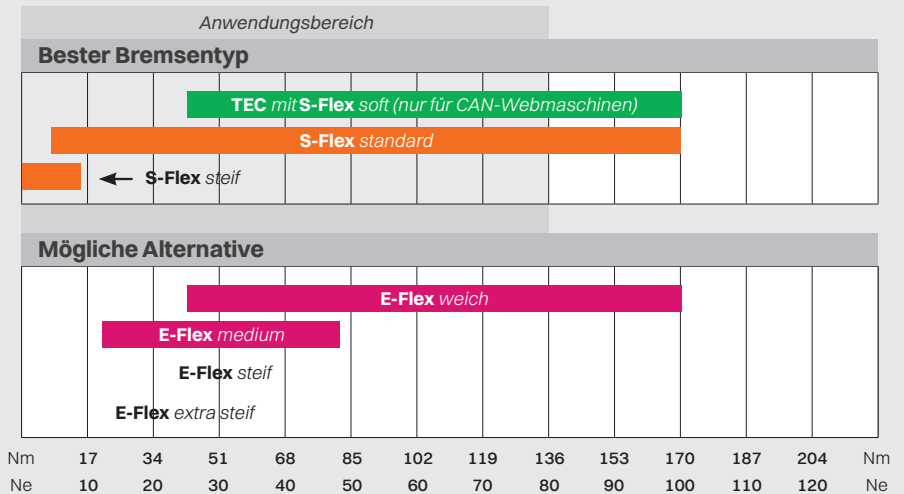 Anwendungsbereich
Bester Bremsentyp
TEC mit S-Flex soft (nur für CAN-Webmaschinen)
S-Flex standard
S-Flex steif
Mögliche Alternative
E-Flex weich
E-Flex medium
E-Flex steif
E-Flex extra steif
Nm 17 34 51 68 85 102 119 136 153 170 187 204 Nm
Ne 10 20 30 40 50 60 70 80 90 100 110 120 Ne